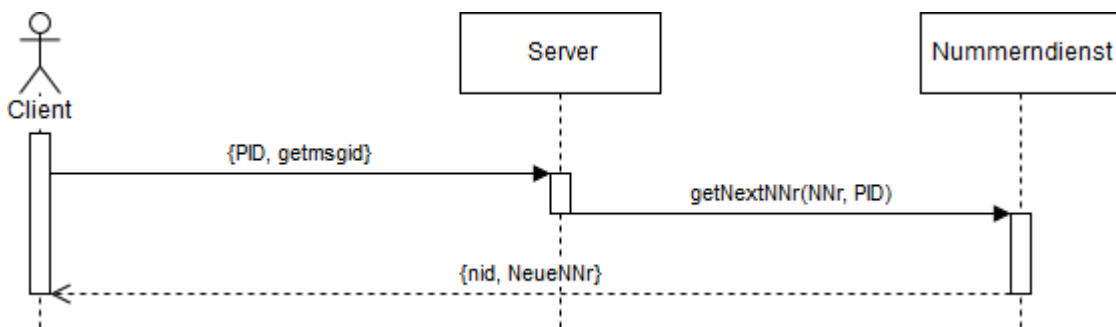 Client
Server
Nummerndienst
{PID, getmsgid}
getNextNNr(NNr, PID)
{nid, NeueNNr}